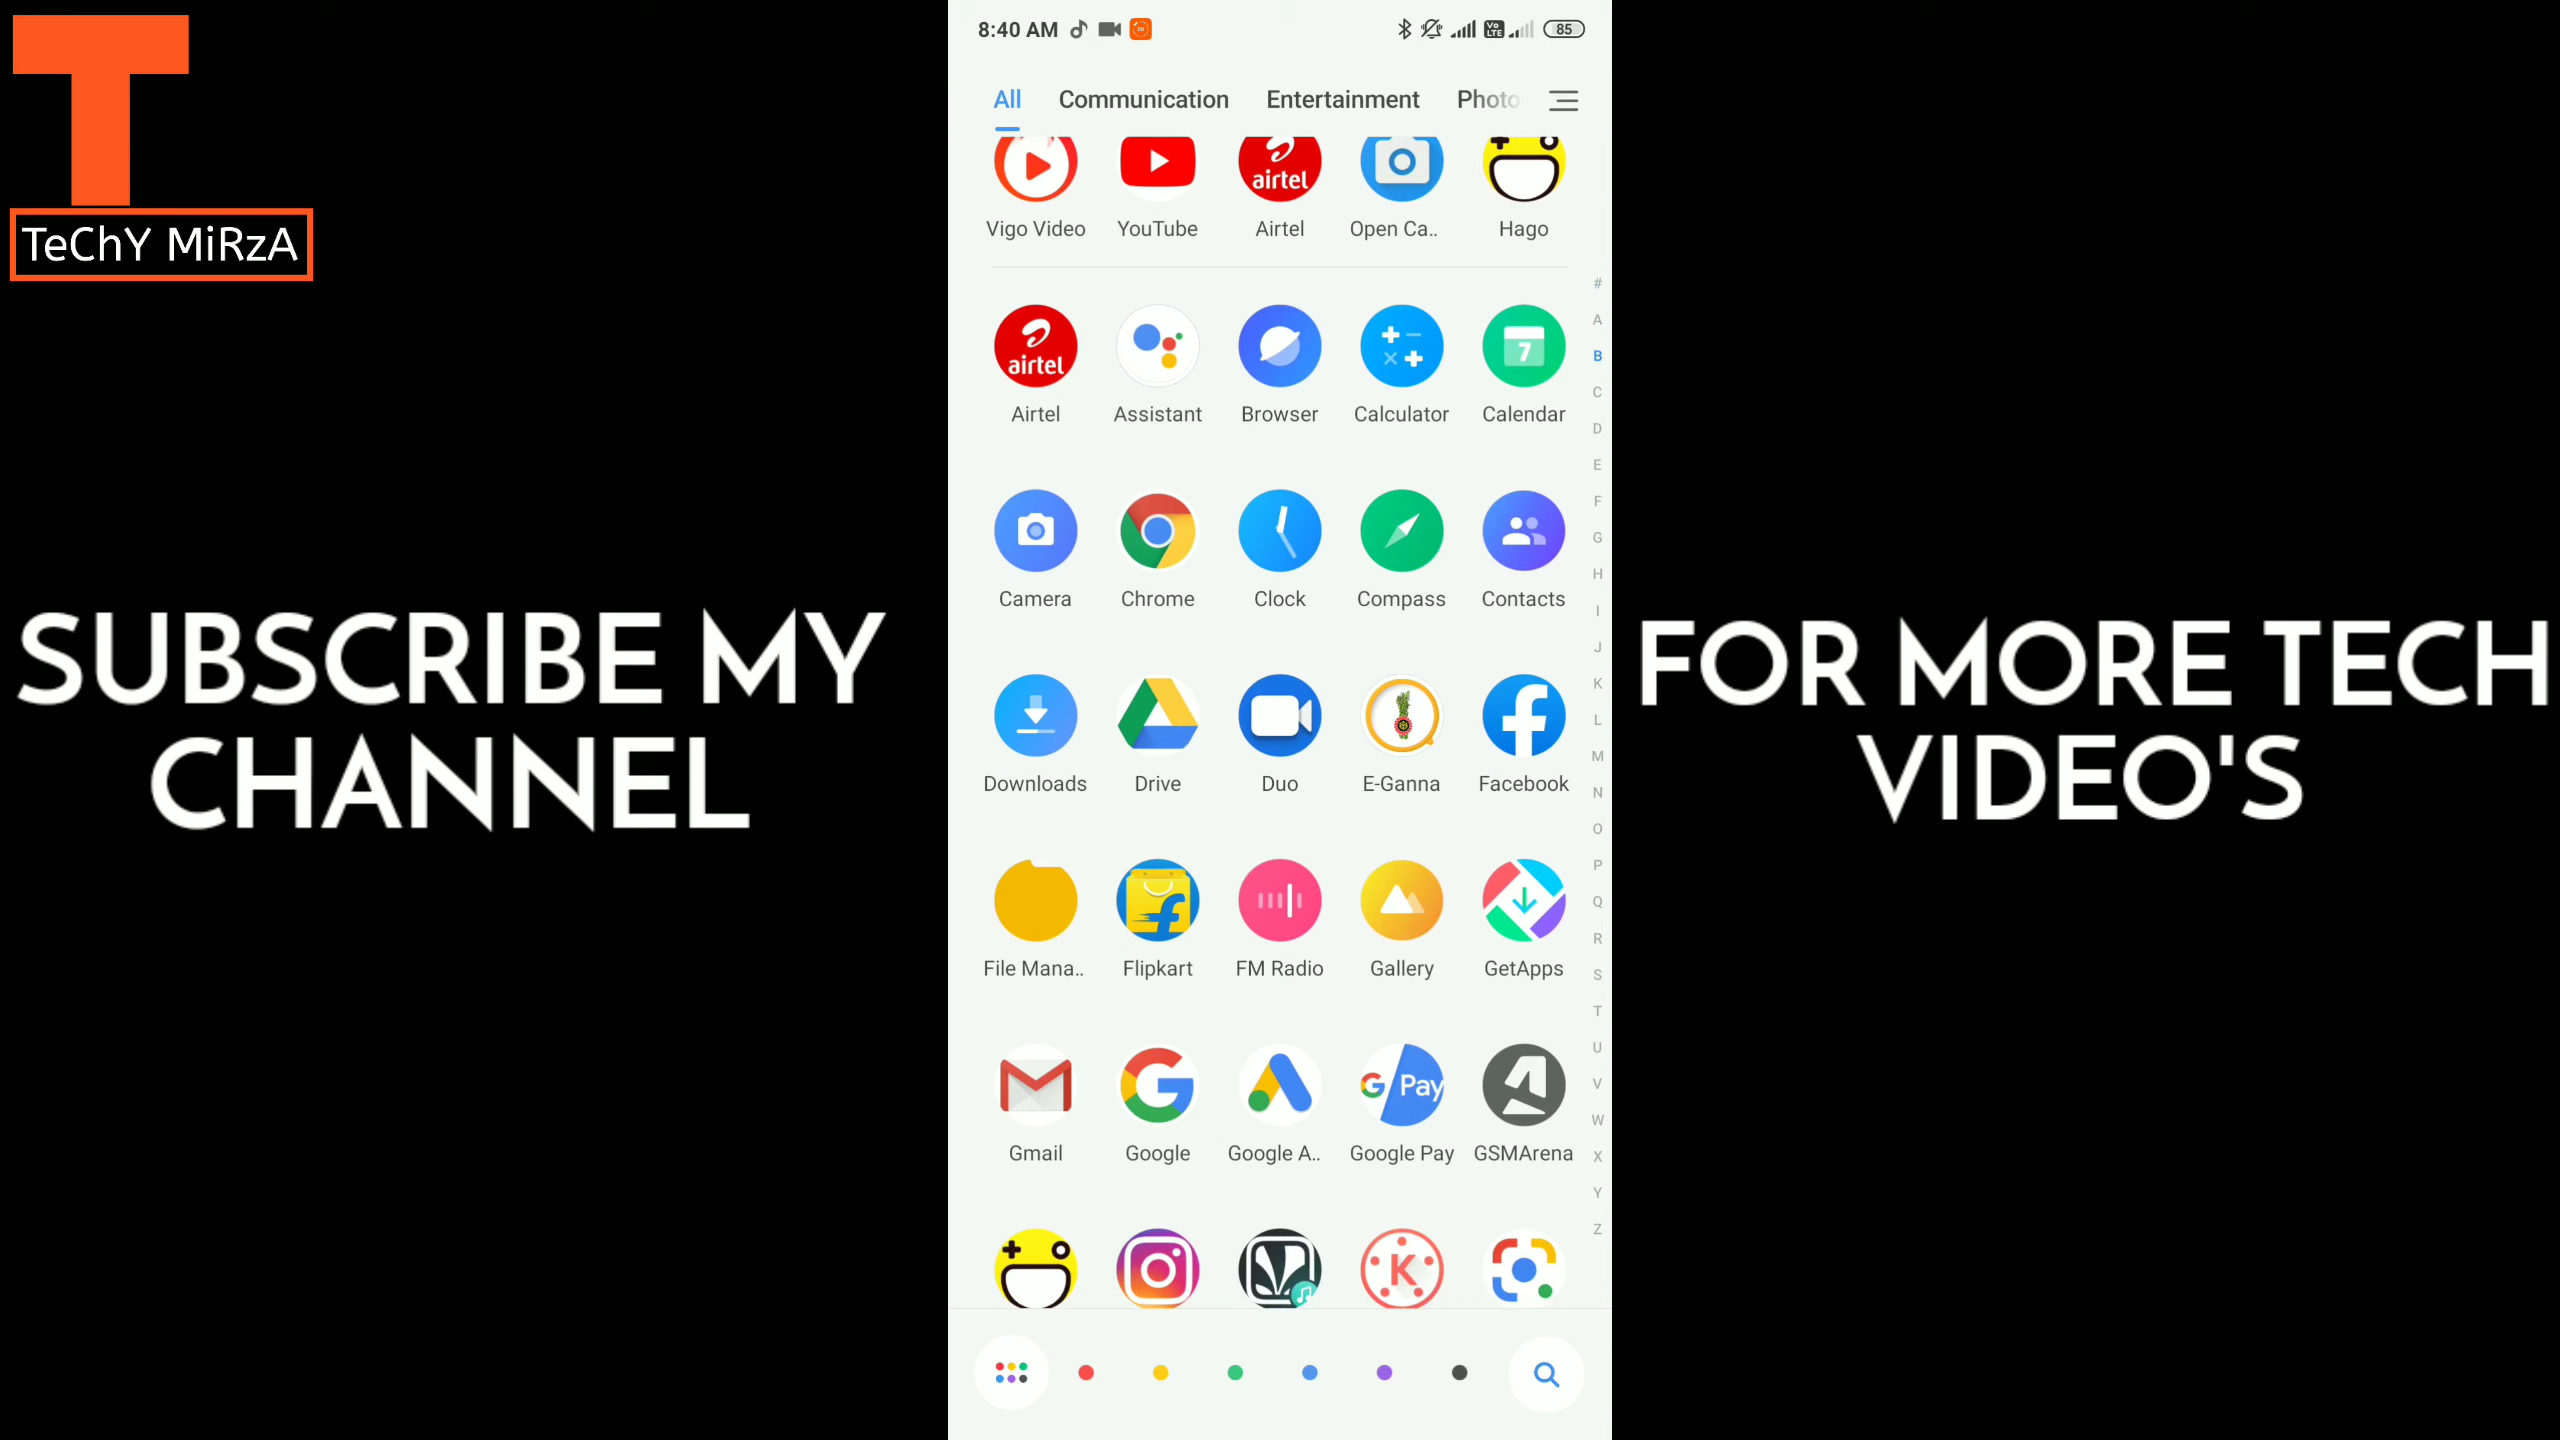 T
TeChY MiRzA
SUBSCRIBE MY
CHANNEL
8:40 AM
Vo LTE
85
All Communication Entertainment Photo
airtel
Vigo Video YouTube Airtel Open Ca.. Hago
airtel
7
Airtel Assistant Browser Calculator Calendar
Camera Chrome Clock Compass Contacts
Downloads Drive Duo E-Ganna Facebook
File Mana.. Flipkart FM Radio Gallery GetApps
G Pay
Gmail Google Google A.. Google Pay GSMArena
K
#
A
B
C
D
E
F
G
H
I
J
K
L
M
N
O
P
Q
R
S
T
U
V
W
X
Y
Z
FOR MORE TECH
VIDEO'S